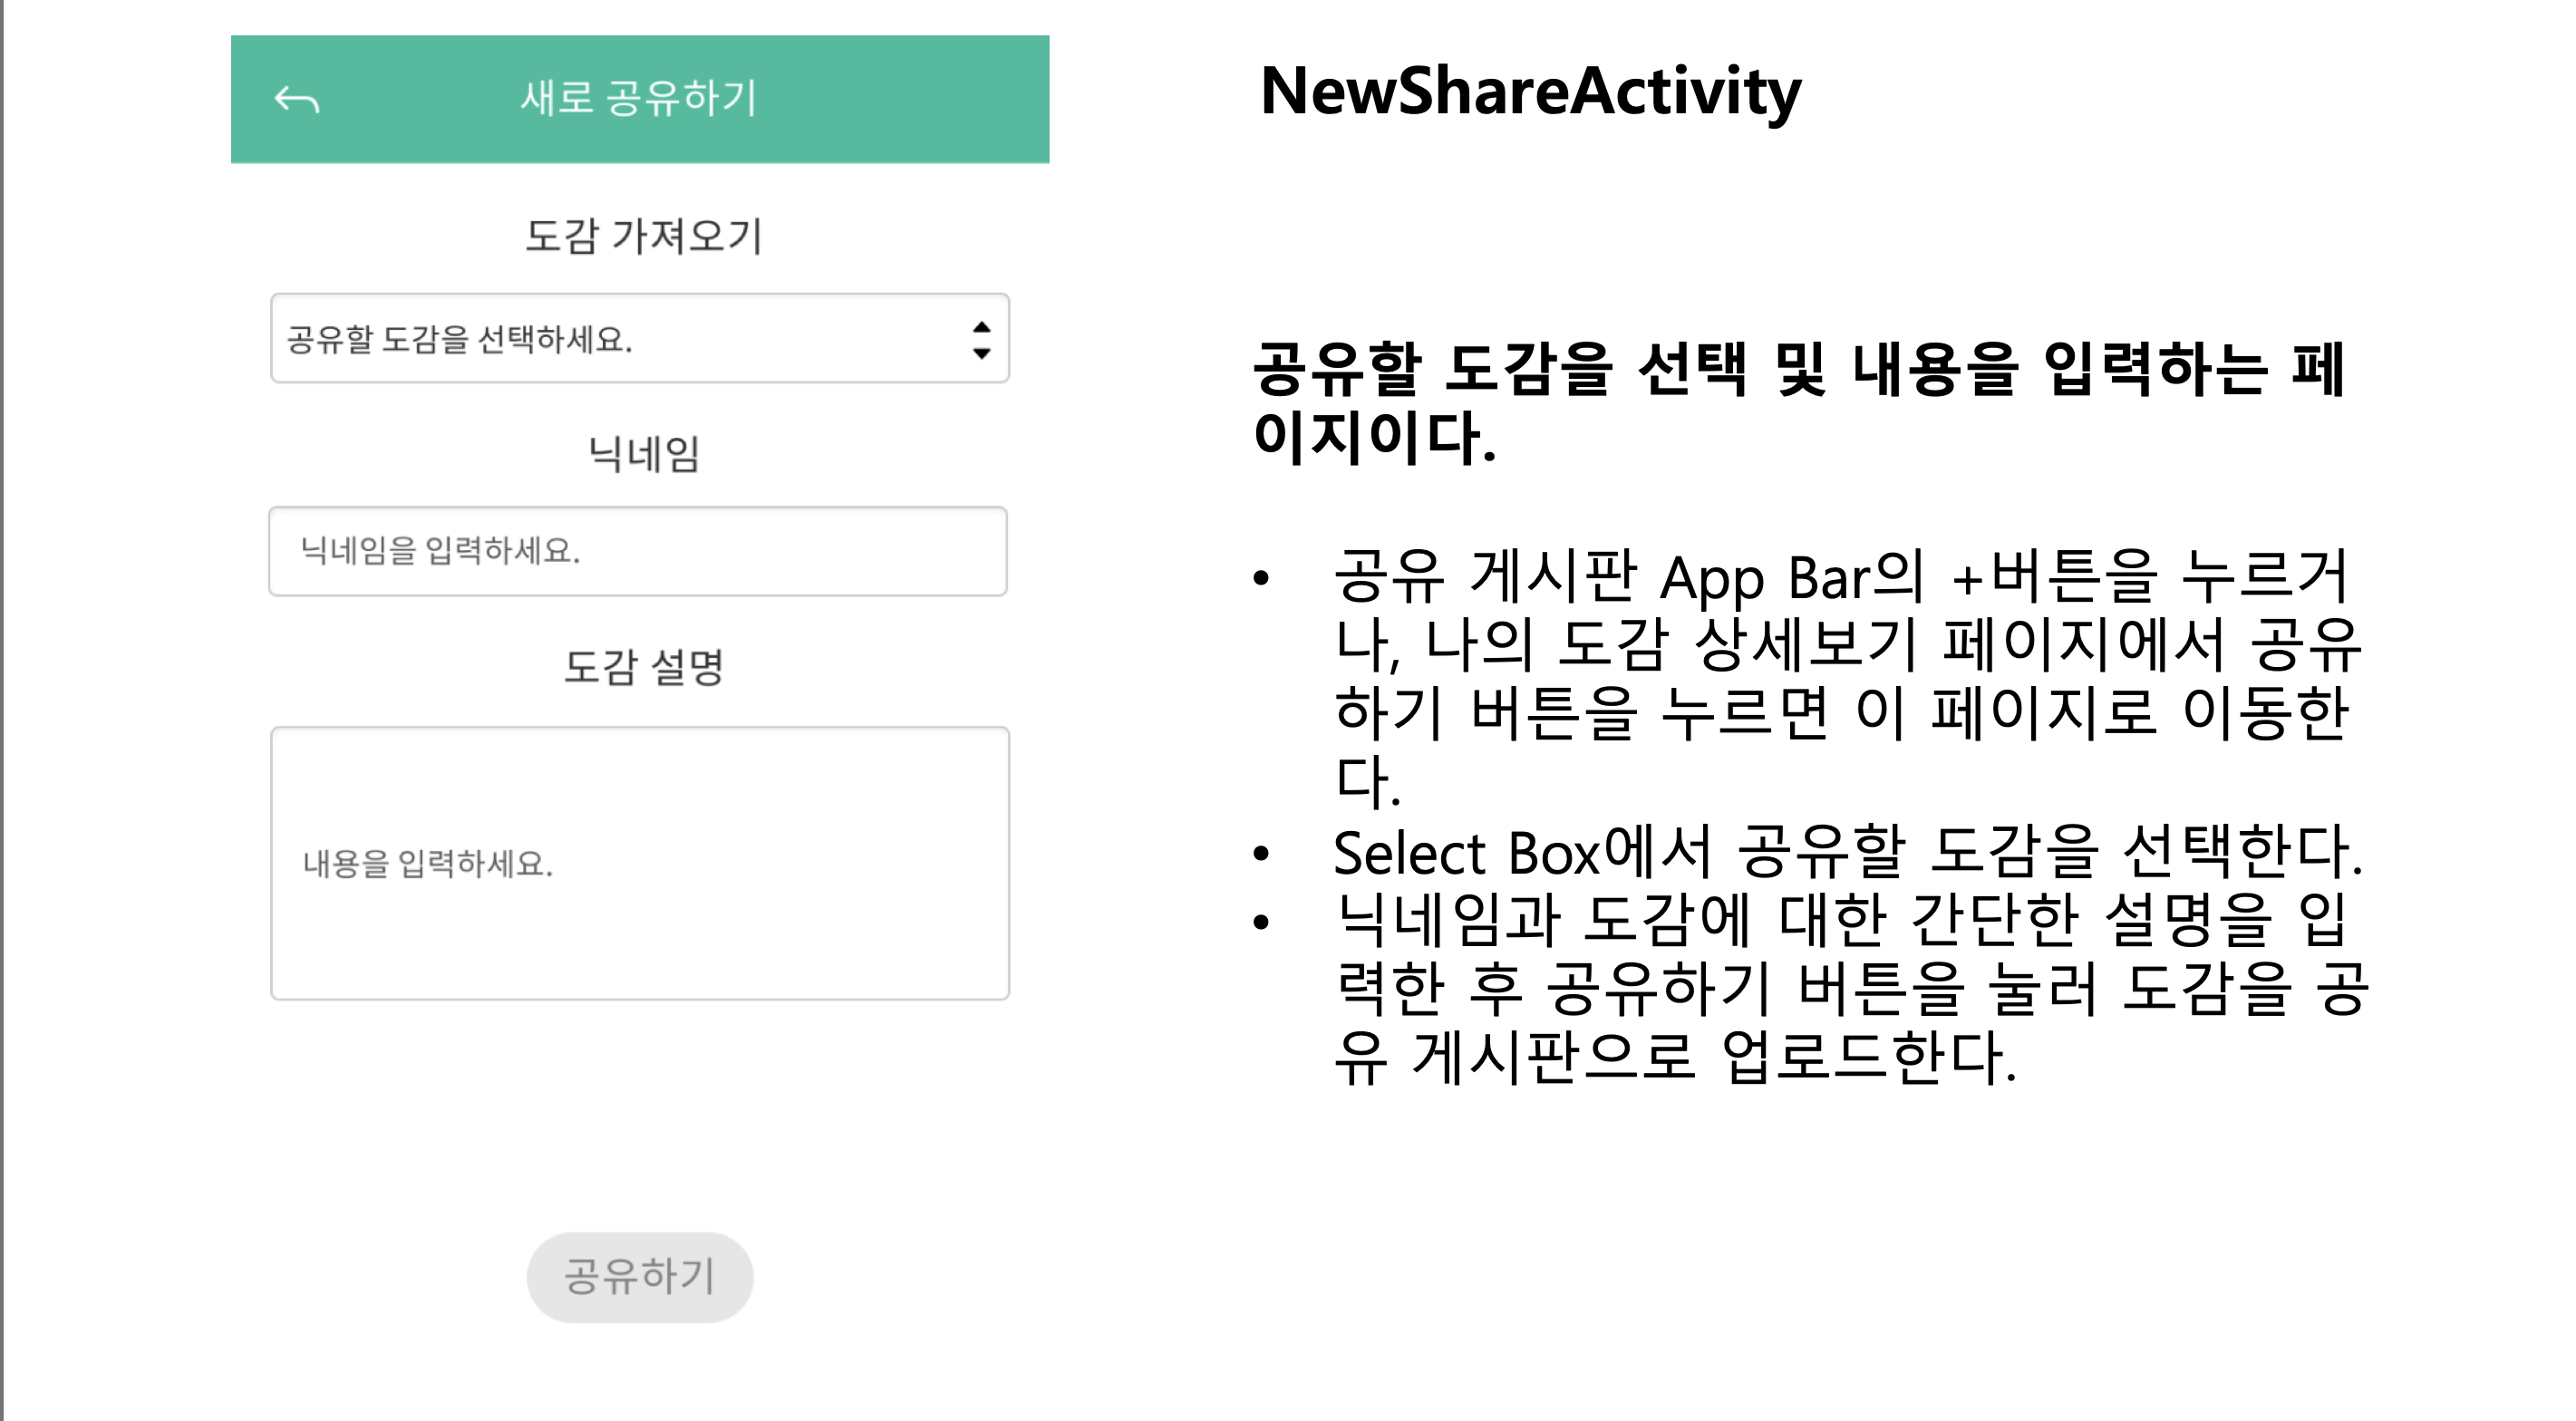 새로 공유하기
도감 가져오기
공유할 도감을 선택하세요.
닉네임
닉네임을 입력하세요.
도감 설명
내용을 입력하세요.
공유하기
NewShareActivity
공유할 도감을 선택 및 내용을 입력하는 페
이지이다.
• 공유 게시판 App Bar의 +버튼을 누르거
나, 나의 도감 상세보기 페이지에서 공유
하기 버튼을 누르면 이 페이지로 이동한
다.
• Select Box에서 공유할 도감을 선택한다.
• 닉네임과 도감에 대한 간단한 설명을 입
력한 후 공유하기 버튼을 눌러 도감을 공
유 게시판으로 업로드한다.